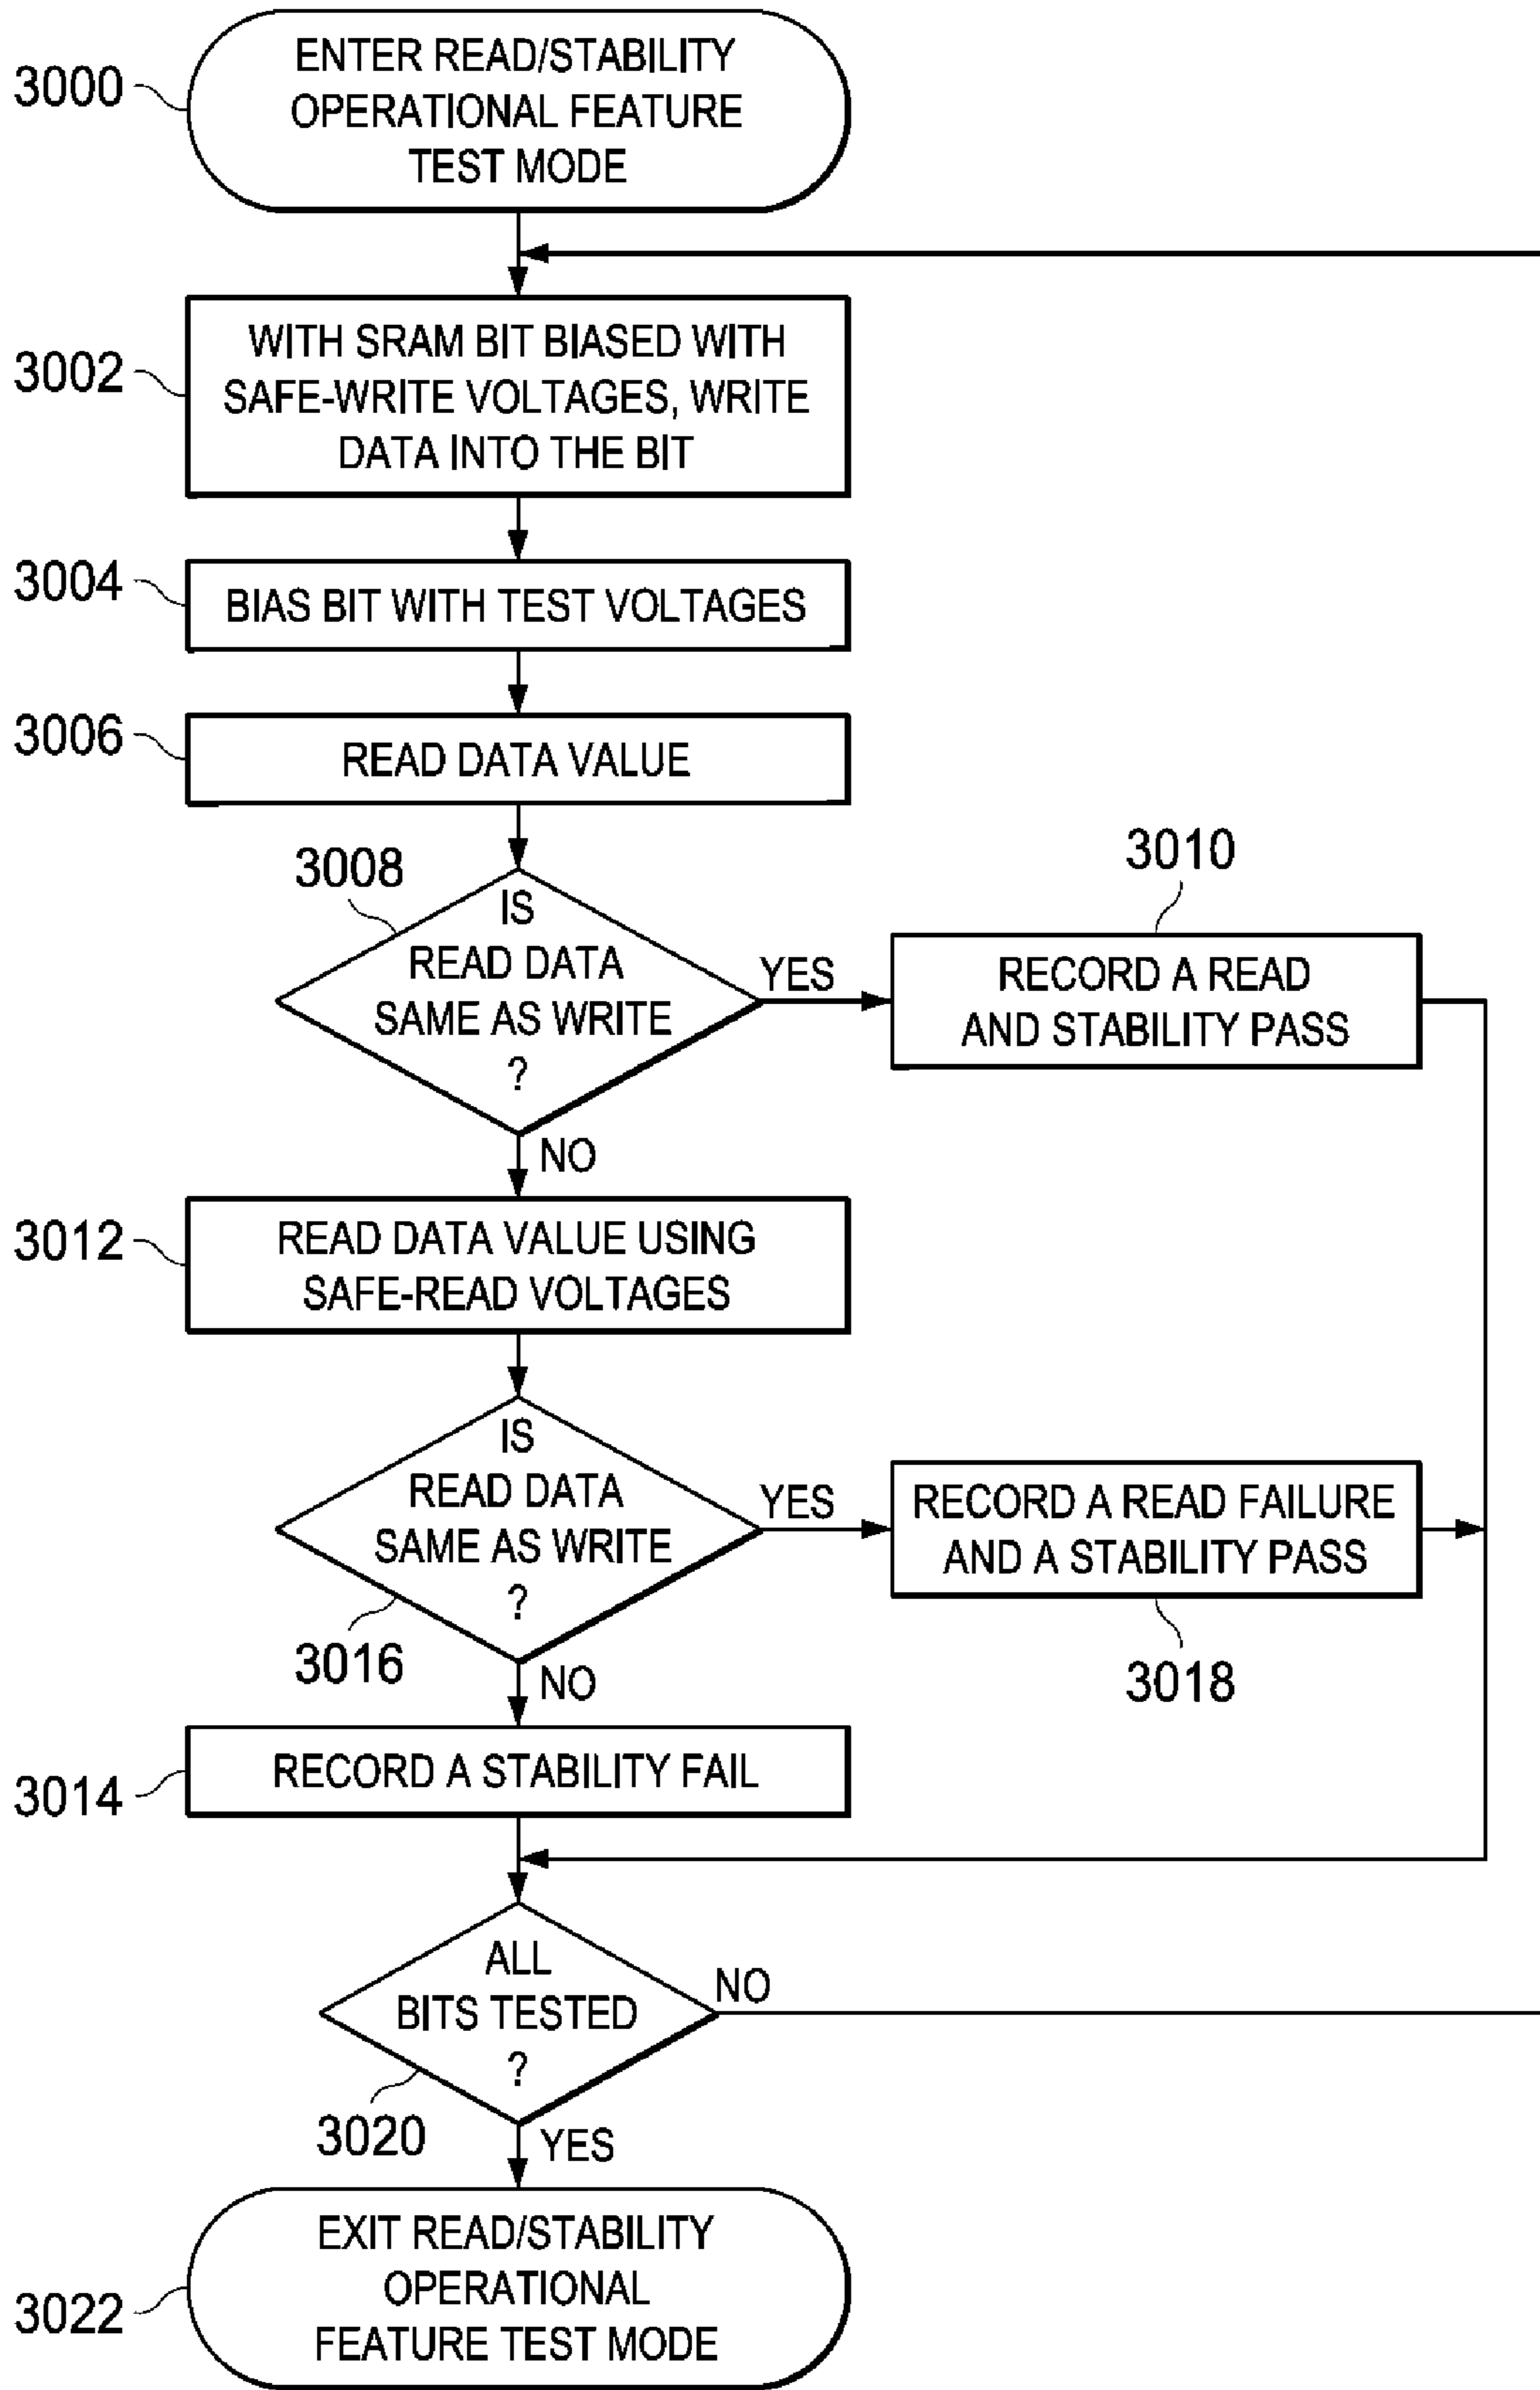 3000
ENTER READ/STABILITY
OPERATIONAL FEATURE
TEST MODE
3002
WITH SRAM BIT BIASED WITH
SAFE-WRITE VOLTAGES, WRITE
DATA INTO THE BIT
3004
BIAS BIT WITH TEST VOLTAGES
3006
READ DATA VALUE
3008
IS
READ DATA
SAME AS WRITE
?
YES
3010
RECORD A READ
AND STABILITY PASS
NO
3012
READ DATA VALUE USING
SAFE-READ VOLTAGES
IS
READ DATA
SAME AS WRITE
?
3016
YES
RECORD A READ FAILURE
AND A STABILITY PASS
3018
NO
3014
RECORD A STABILITY FAIL
ALL
BITS TESTED
?
NO
3020
YES
3022
EXIT READ/STABILITY
OPERATIONAL
FEATURE TEST MODE